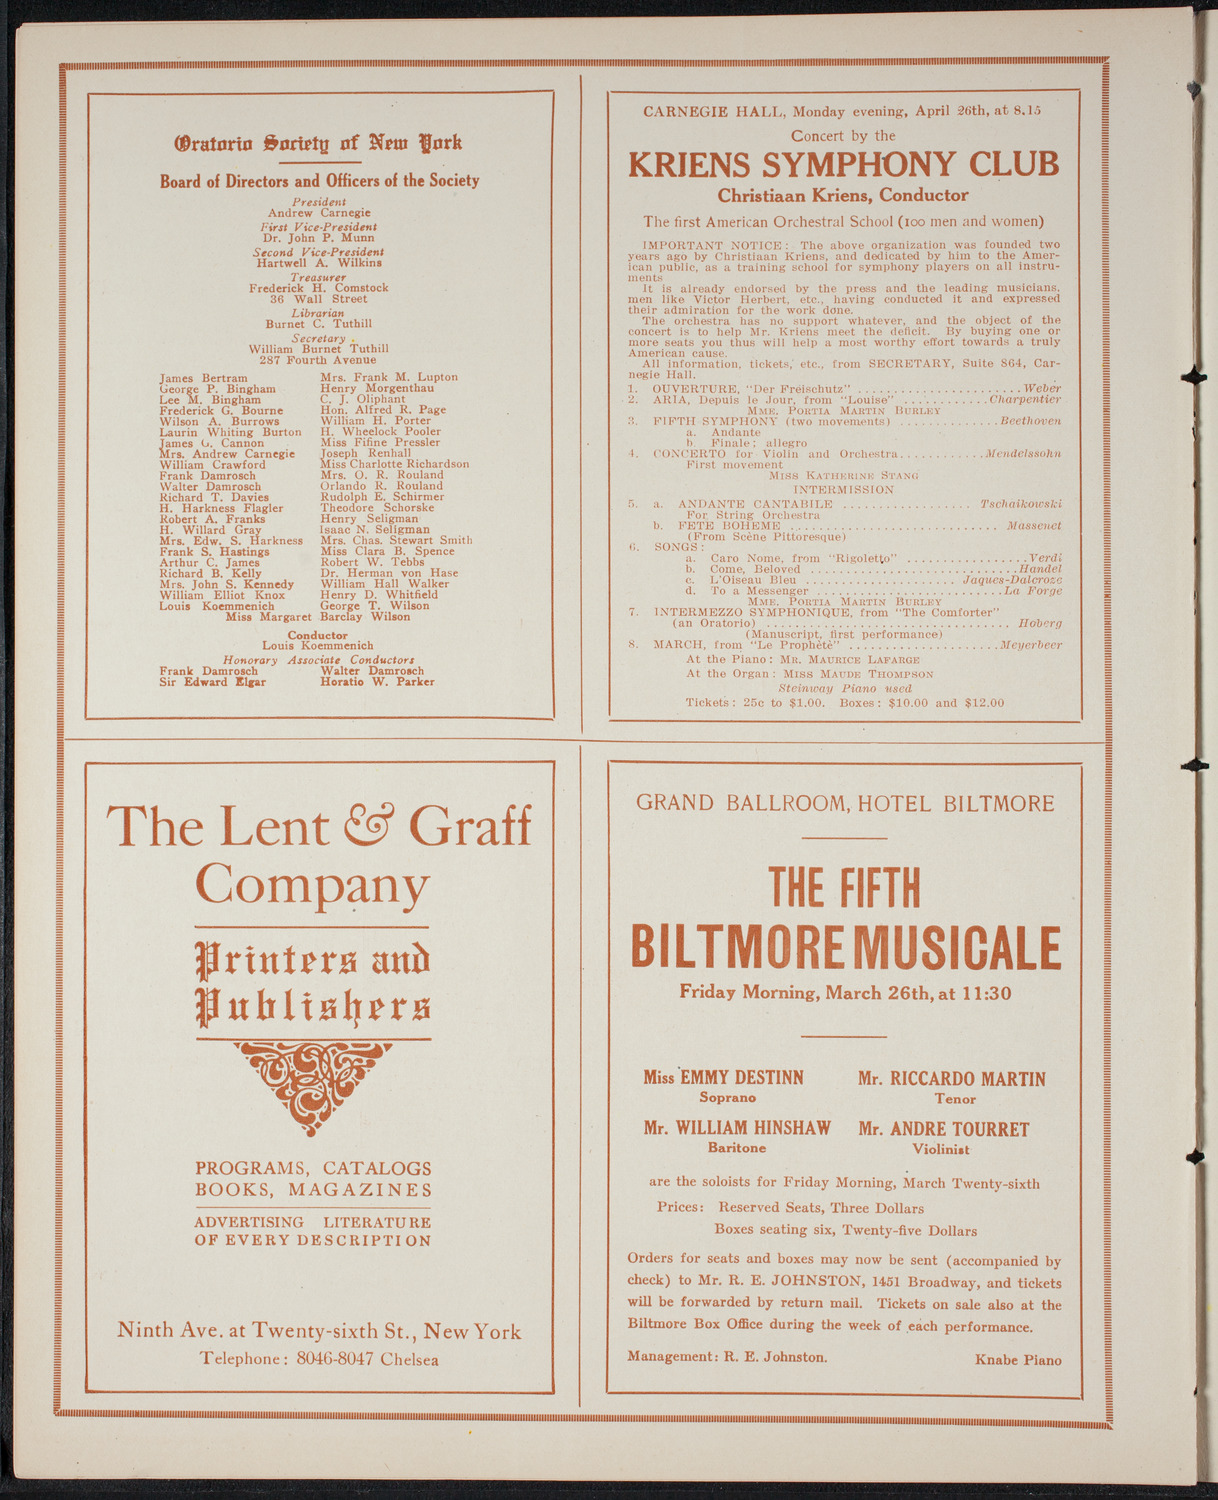 Oratorio Society of New York
Board of Directors and Officers of the Society
President
Andrew Carnegie
First Vice-President
Dr. John P. Munn
Second Vice-President
Hartwell A. Wilkins
Treasurer
Frederick H. Comstock
36 Wall Street
Librarian
Burnet C. Tuthill
Secretary
William Burnet Tuthill
287 Fourth Avenue
James Bertram
George P. Bingham
Lee M. Bingham
Frederick G. Bourne
Wilson A. Burrows
Laurin Whiting Burton
James G. Cannon
Mrs. Andrew Carnegie
William Crawford
Frank Damrosch
Walter Damrosch
Richard T. Davies
H. Harkness Flagler
Robert A. Franks
H. Willard Gray
Mrs. Edw. S. Harkness
Frank S. Hastings
Arthur C. James
Richard B. Kelly
Mrs. John S. Kennedy
William Elliot Knox
Louis Koemmenich
Mrs. Frank M. Lupton
Henry Morgenthau
C. J. Oliphant
Hon. Alfred R. Page
William H. Porter
H. Wheelock Pooler
Miss Fifine Pressler
Joseph Renhall
Miss Charlotte Richardson
Mrs. O. R. Rouland
Orlando R. Rouland
Rudolph E. Schirmer
Theodore Schorske
Henry Seligman
Isaac N. Seligman
Mrs. Chas. Stewart Smith
Miss Clara B. Spence
Robert W. Tebbs
Dr. Herman von Hase
William Hall Walker
Henry D. Whitfield
George T. Wilson
Miss Margaret Barclay Wilson
Conductor
Louis Koemmenich
Honorary Associate Conductors
Frank Damrosch Walter Damrosch
Sir Edward Elgar Horatio W. Parker
CARNEGIE HALL, Monday evening, April 26th, at 8.15
Concert by the
KRIENS SYMPHONY CLUB
Christiaan Kriens, Conductor
The first American Orchestral School (100 men and women)
IMPORTANT NOTICE: The above organization was founded two
years ago by Christiaan Kriens, and dedicated by him to the Amer-
ican public, as a training school for symphony players on all instru-
ments
It is already endorsed by the press and the leading musicians,
men like Victor Herbert, etc., having conducted it and expressed
their admiration for the work done.
The orchestra has no support whatever, and the object of the
concert is to help Mr. Kriens meet the deficit. By buying one or
more seats you thus will help a most worthy effort towards a truly
American cause.
All information, tickets, etc., from SECRETARY, Suite 864, Car-
negie Hall.
1. OUVERTURE, "Der Freischutz" ..................... Weber
2. ARIA, Depuis le Jour, from "Louise" ............ Charpentier
MME. PORTIA MARTIN BURLEY
3. FIFTH SYMPHONY (two movements) .............. Beethoven
a. Andante
b. Finale; allegro
4. CONCERTO for Violin and Orchestra............ Mendelssohn
First movement
MISS KATHERINE STANG
INTERMISSION
5. a. ANDANTE CANTABILE .................. Tschaikowski
For String Orchestra
b. FETE BOHEME .............................. Massenet
(From Scène Pittoresque)
6. SONGS:
a. Caro Nome, from "Rigoletto" ................. Verdi
b. Come, Beloved .............................. Handel
c. L'Oiseau Bleu ...................... Jaques-Dalcroze
d. To a Messenger .......................... La Forge
MME. PORTIA MARTIN BURLEY
7. INTERMEZZO SYMPHONIQUE, from "The Comforter"
(an Oratorio) .................................. Hoberg
(Manuscript, first performance)
8. MARCH, from "Le Prophètè" ...................... Meyerbeer
At the Piano: MR. MAURICE LAFARGE
At the Organ: MISS MAUDE THOMPSON
Steinway Piano used
Tickets: 25c to $1.00. Boxes: $10.00 and $12.00
The Lent & Graff
Company
Printers and
Publishers
PROGRAMS, CATALOGS
BOOKS, MAGAZINES
ADVERTISING LITERATURE
OF EVERY DESCRIPTION
Ninth Ave. at Twenty-sixth St., New York
Telephone: 8046-8047 Chelsea
GRAND BALLROOM, HOTEL BILTMORE
THE FIFTH
BILTMORE MUSICALE
Friday Morning, March 26th, at 11:30
Miss EMMY DESTINN Mr. RICCARDO MARTIN
Soprano Tenor
Mr. WILLIAM HINSHAW Mr. ANDRE TOURRET
Baritone Violinist
are the soloists for Friday Morning, March Twenty-sixth
Prices: Reserved Seats, Three Dollars
Boxes seating six, Twenty-five Dollars
Orders for seats and boxes may now be sent (accompanied by
check) to Mr. R. E. JOHNSTON, 1451 Broadway, and tickets
will be forwarded by return mail. Tickets on sale also at the
Biltmore Box Office during the week of each performance.
Management: R. E. Johnston. Knabe Piano